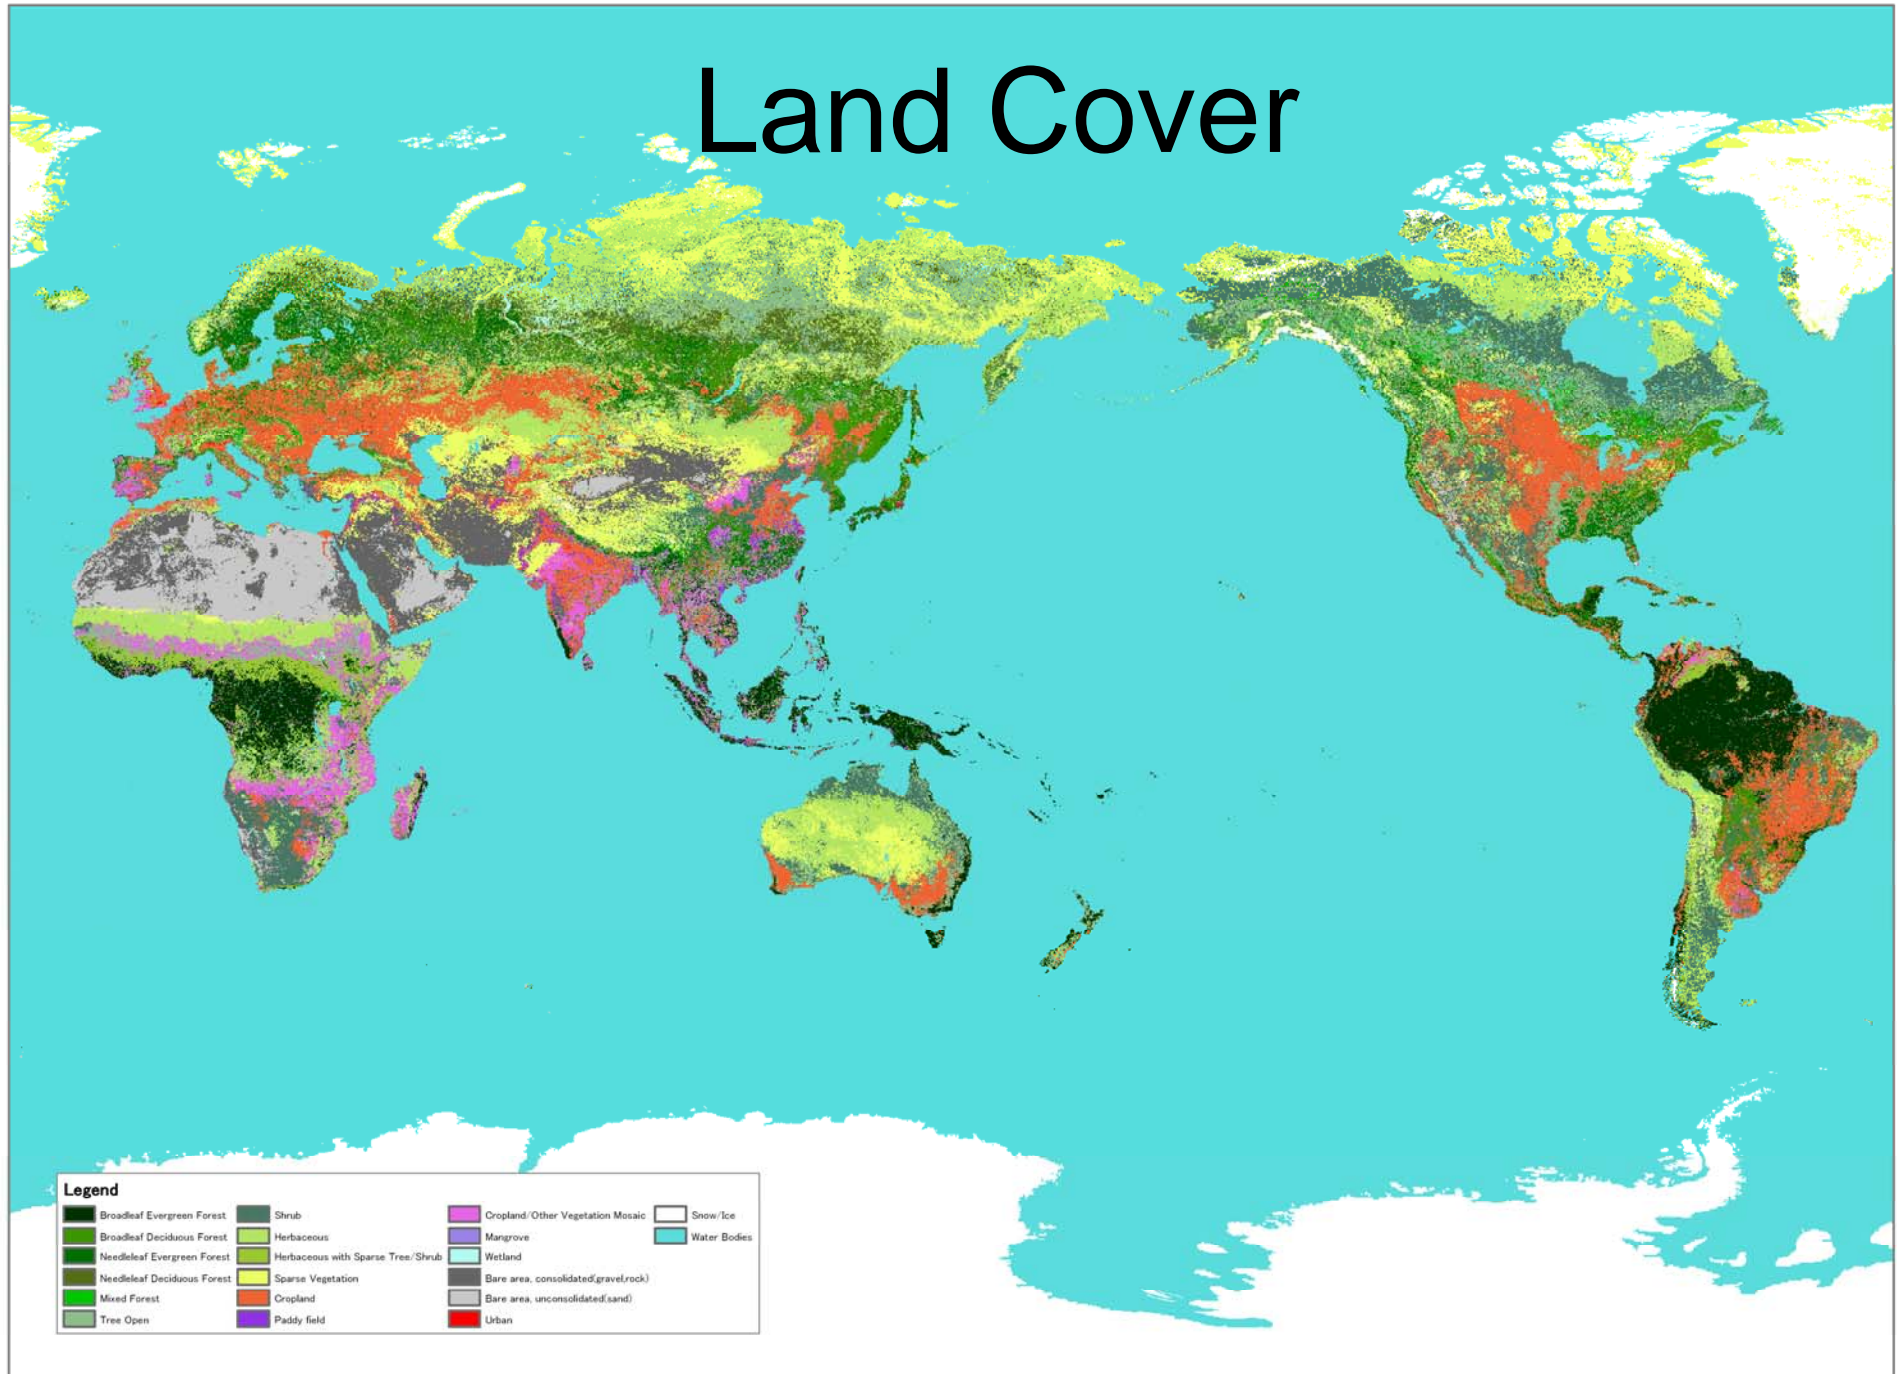 Land Cover
Legend
Broadleaf Evergreen Forest
Broadleaf Deciduous Forest
Needleleaf Evergreen Forest
Needleleaf Deciduous Forest
Mixed Forest
Tree Open
Shrub
Herbaceous
Herbaceous with Sparse Tree/Shrub
Sparse Vegetation
Cropland
Paddy field
Cropland/Other Vegetation Mosaic
Mangrove
Wetland
Bare area, consolidated(gravel,rock)
Bare area, unconsolidated(sand)
Urban
Snow/Ice
Water Bodies